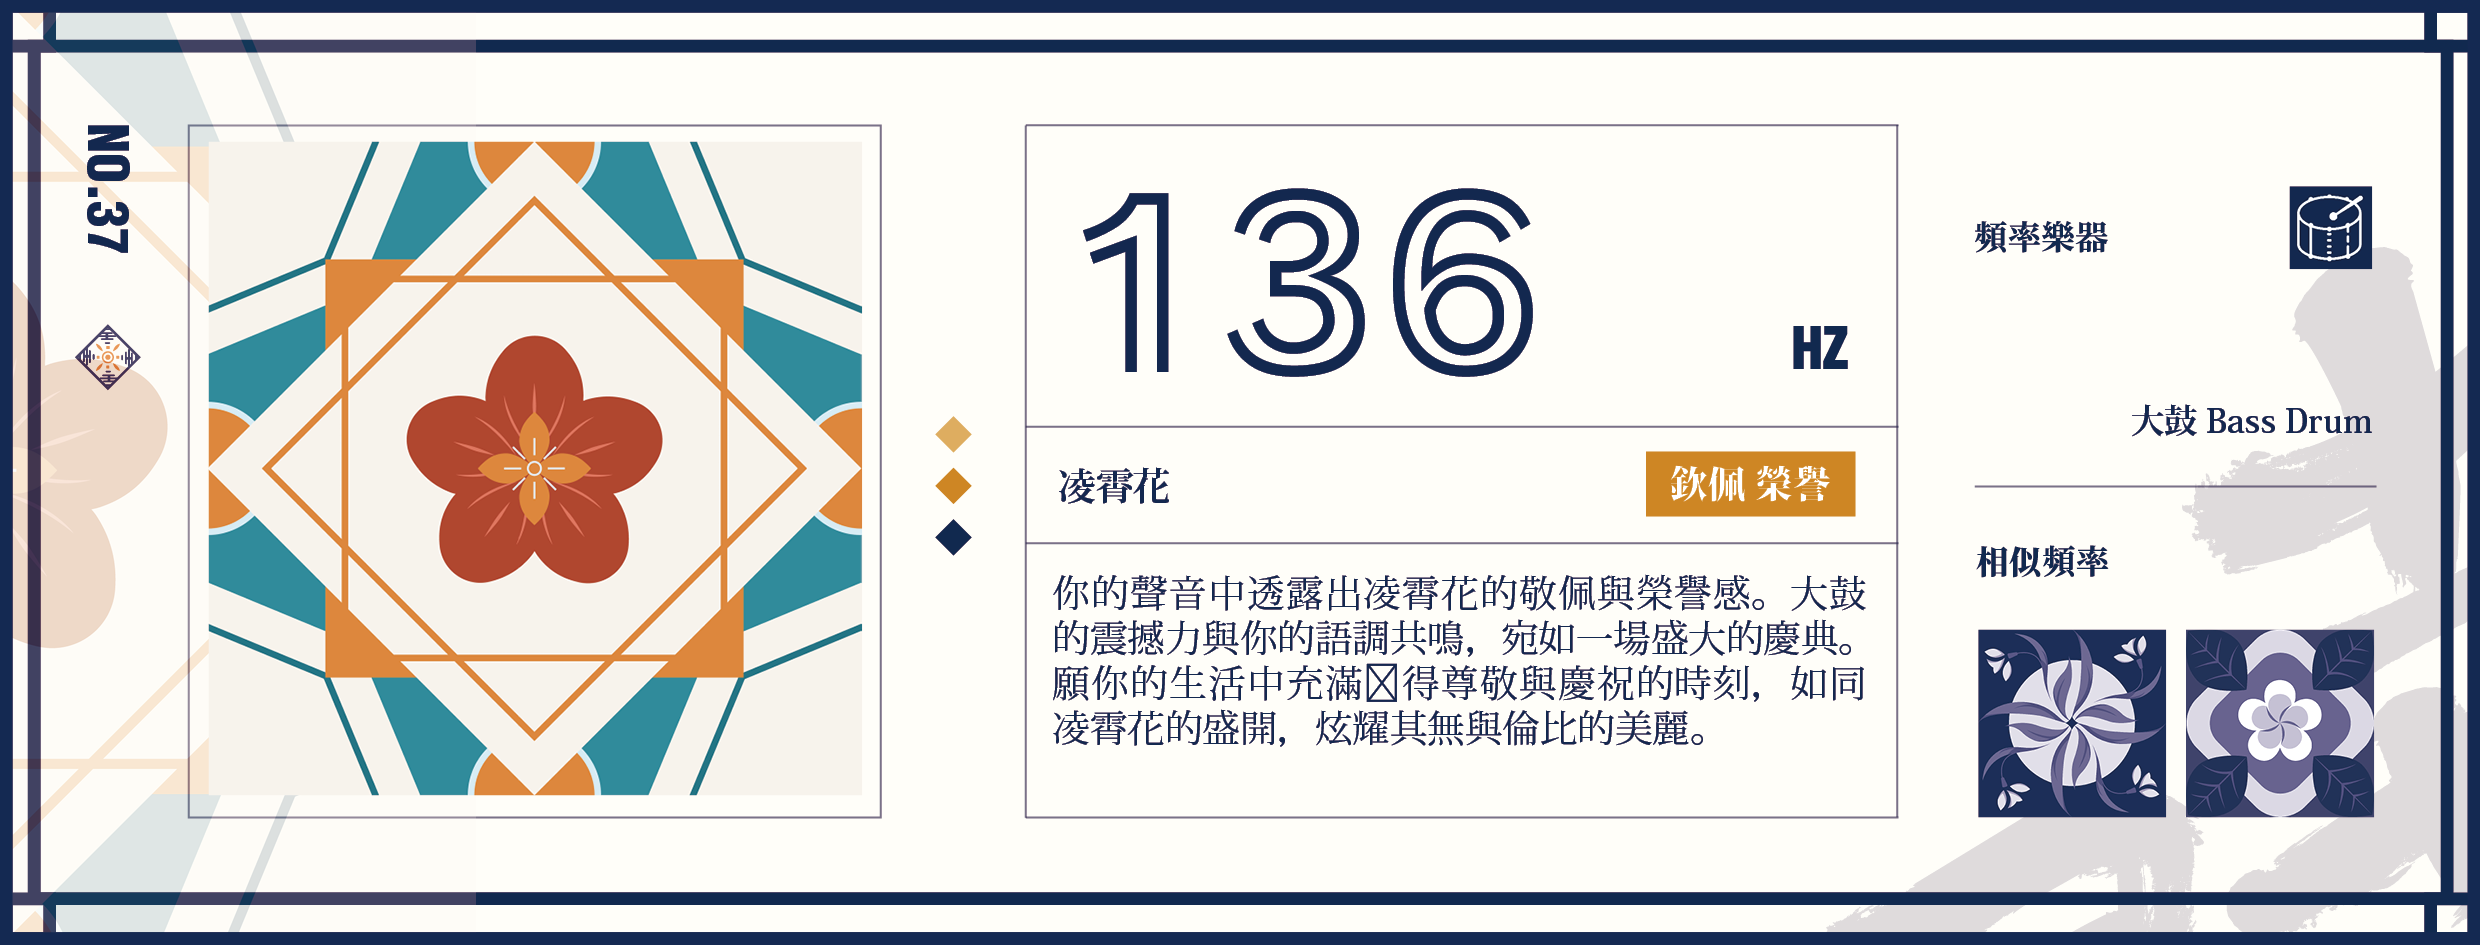 NO.37
136
HZ
凌霄花
欽佩 榮譽
你的聲音中透露出凌霄花的敬佩與榮譽感。大鼓
的震撼力與你的語調共鳴，宛如一場盛大的慶典。
願你的生活中充滿☒得尊敬與慶祝的時刻，如同
凌霄花的盛開，炫耀其無與倫比的美麗。
頻率樂器
大鼓 Bass Drum
相似頻率